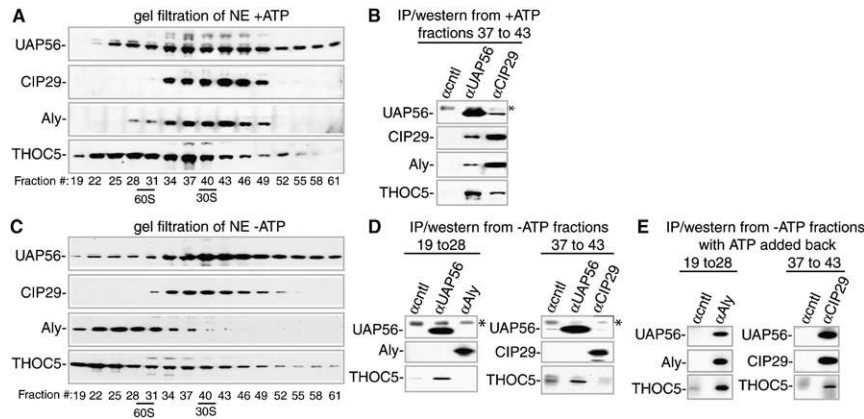 A
gel filtration of NE +ATP
UAP56-
CIP29-
Aly-
THOC5-
Fraction #: 19 22 25 28 31 34 37 40 43 46 49 52 55 58 61
60S 30S
B
IP/western from +ATP
fractions 37 to 43
αcntl αUAP56 αCIP29
UAP56- *
CIP29-
Aly-
THOC5-
C
gel filtration of NE -ATP
UAP56-
CIP29-
Aly-
THOC5-
Fraction #: 19 22 25 28 31 34 37 40 43 46 49 52 55 58 61
60S 30S
D
IP/western from -ATP fractions
19 to28 37 to 43
αcntl αUAP56 αAly αcntl αUAP56 αCIP29
UAP56- * UAP56- *
Aly- CIP29-
THOC5- THOC5-
E
IP/western from -ATP fractions
with ATP added back
19 to28 37 to 43
αcntl αAly αcntl αCIP29
UAP56- UAP56-
Aly- CIP29-
THOC5- THOC5-